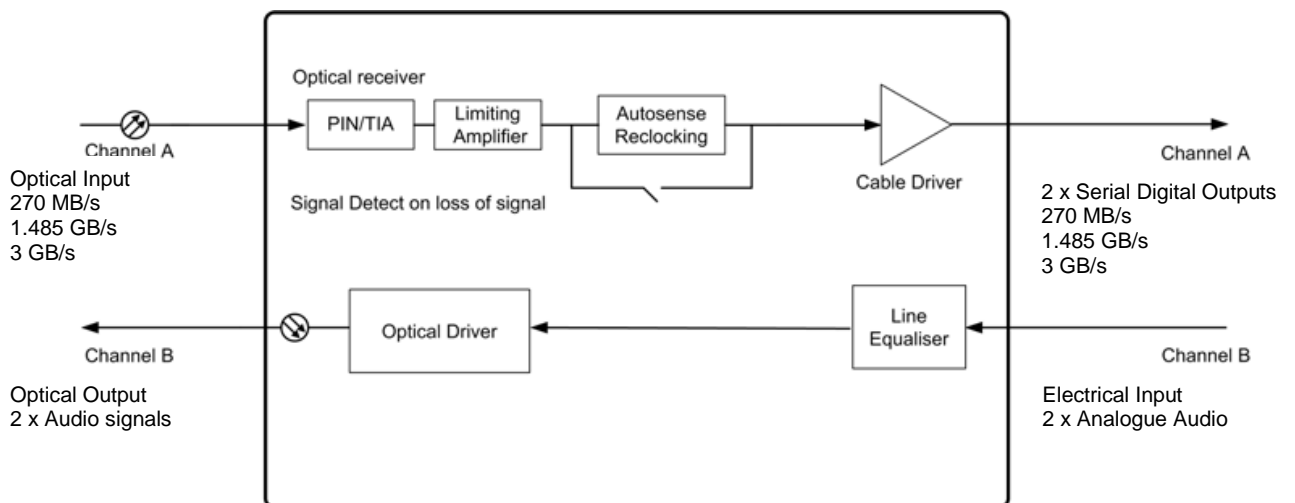 Optical receiver
PIN/TIA
Limiting
Amplifier
Autosense
Reclocking
Cable Driver
Signal Detect on loss of signal
Channel A
Optical Input
270 MB/s
1.485 GB/s
3 GB/s
Channel A
2 x Serial Digital Outputs
270 MB/s
1.485 GB/s
3 GB/s
Optical Driver
Line
Equaliser
Channel B
Optical Output
2 x Audio signals
Channel B
Electrical Input
2 x Analogue Audio